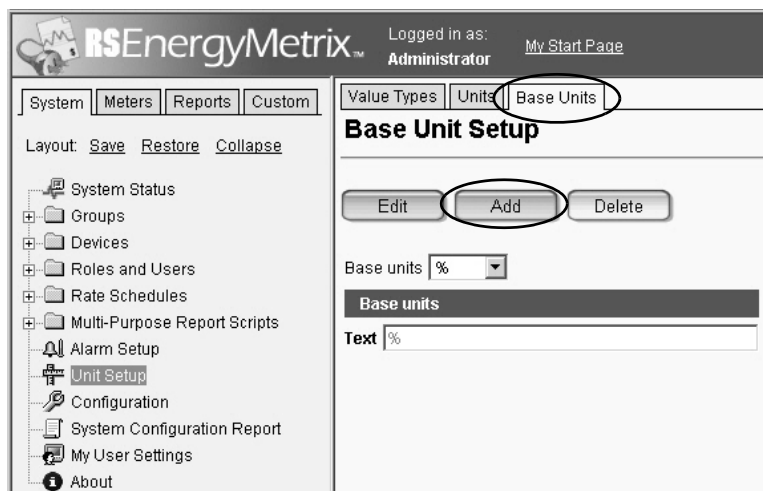 RSEnergyMetrix™
Logged in as:
Administrator
My Start Page
System Meters Reports Custom
Layout: Save Restore Collapse
System Status
Groups
Devices
Roles and Users
Rate Schedules
Multi-Purpose Report Scripts
Alarm Setup
Unit Setup
Configuration
System Configuration Report
My User Settings
About
Value Types Units Base Units
Base Unit Setup
Edit Add Delete
Base units %
Base units
Text %